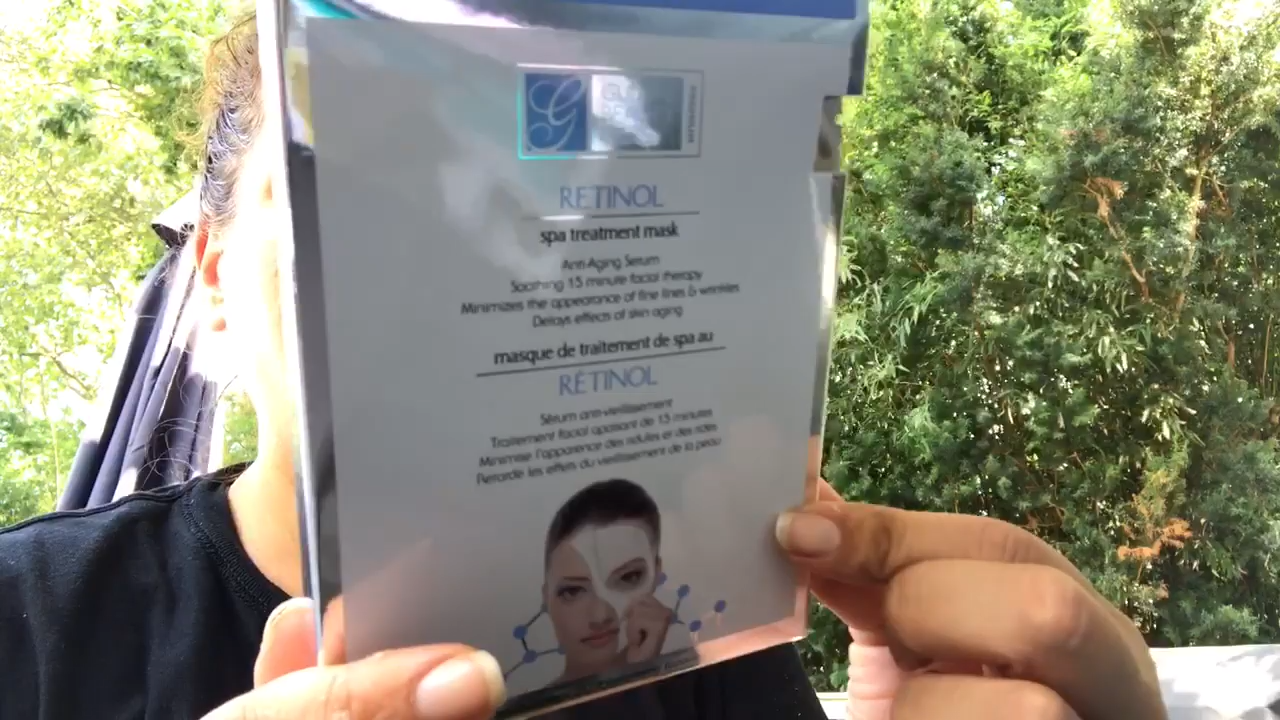 G
RETINOL
spa treatment mask
Anti-Aging Serum
Soothing 15 minute facial therapy
Minimizes the appearance of fine lines & wrinkles
Delays effects of skin aging
masque de traitement de spa au
RÉTINOL
Sérum anti-vieillissement
Traitement facial apaisant de 15 minutes
Minimise l'apparence des ridules et des rides
Retarde les effets du vieillissement de la peau